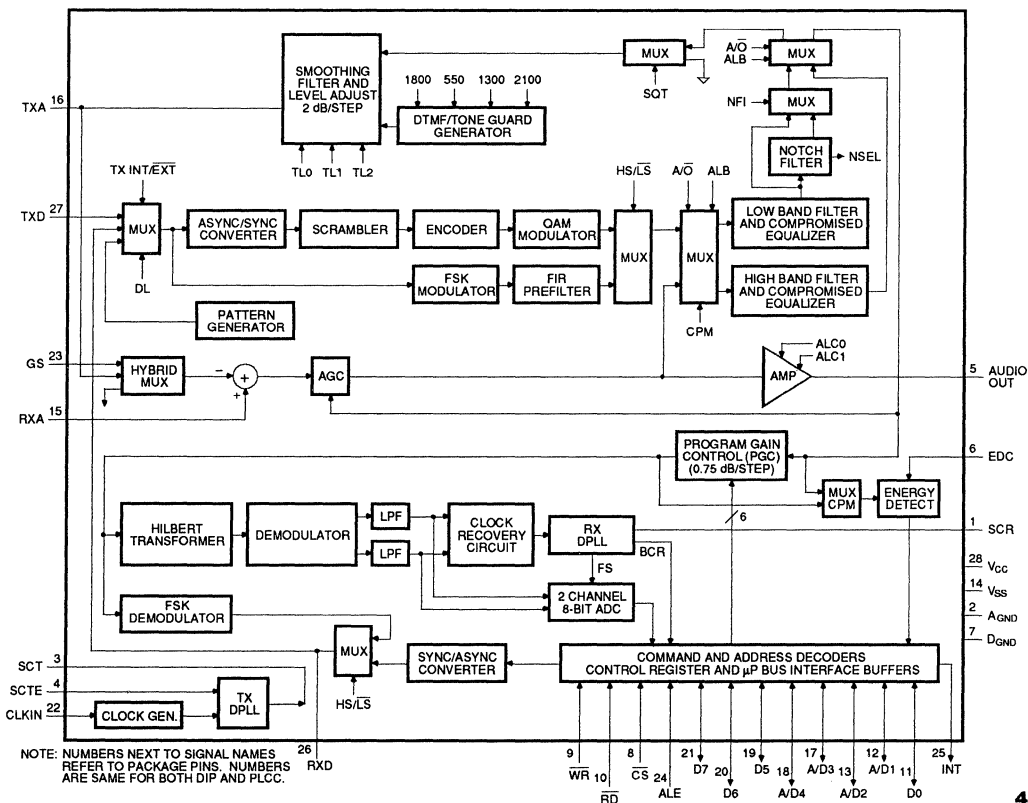 A/O̅
ALB
MUX
MUX
SQT
SMOOTHING
FILTER AND
LEVEL ADJUST
2 dB/STEP
1800 550 1300 2100
DTMF/TONE GUARD
GENERATOR
NFI
MUX
NOTCH
FILTER
NSEL
TXA 16
TL0 TL1 TL2
TX INT/E̅X̅T̅
HS/L̅S̅
A/O̅
ALB
TXD 27
MUX
DL
ASYNC/SYNC
CONVERTER
SCRAMBLER
ENCODER
QAM
MODULATOR
MUX
MUX
CPM
LOW BAND FILTER
AND COMPROMISED
EQUALIZER
FSK
MODULATOR
FIR
PREFILTER
HIGH BAND FILTER
AND COMPROMISED
EQUALIZER
PATTERN
GENERATOR
GS 23
HYBRID
MUX
− + +
AGC
ALC0
ALC1
AMP
5 AUDIO
OUT
RXA 15
PROGRAM GAIN
CONTROL (PGC)
(0.75 dB/STEP)
6
MUX
CPM
ENERGY
DETECT
6 EDC
HILBERT
TRANSFORMER
DEMODULATOR
LPF
LPF
CLOCK
RECOVERY
CIRCUIT
RX
DPLL
BCR
FS
2 CHANNEL
8-BIT ADC
1 SCR
28 VCC
14 VSS
2 AGND
7 DGND
FSK
DEMODULATOR
MUX
HS/L̅S̅
SYNC/ASYNC
CONVERTER
COMMAND AND ADDRESS DECODERS
CONTROL REGISTER AND µP BUS INTERFACE BUFFERS
SCT 3
SCTE 4
CLKIN 22
CLOCK GEN.
TX
DPLL
NOTE: NUMBERS NEXT TO SIGNAL NAMES
REFER TO PACKAGE PINS. NUMBERS
ARE SAME FOR BOTH DIP AND PLCC.
26
RXD
9 W̅R̅
10 R̅D̅
8 C̅S̅
24 ALE
21 D7
20 D6
19 D5
18 A/D4
17 A/D3
13 A/D2
12 A/D1
11 D0
25 INT
4